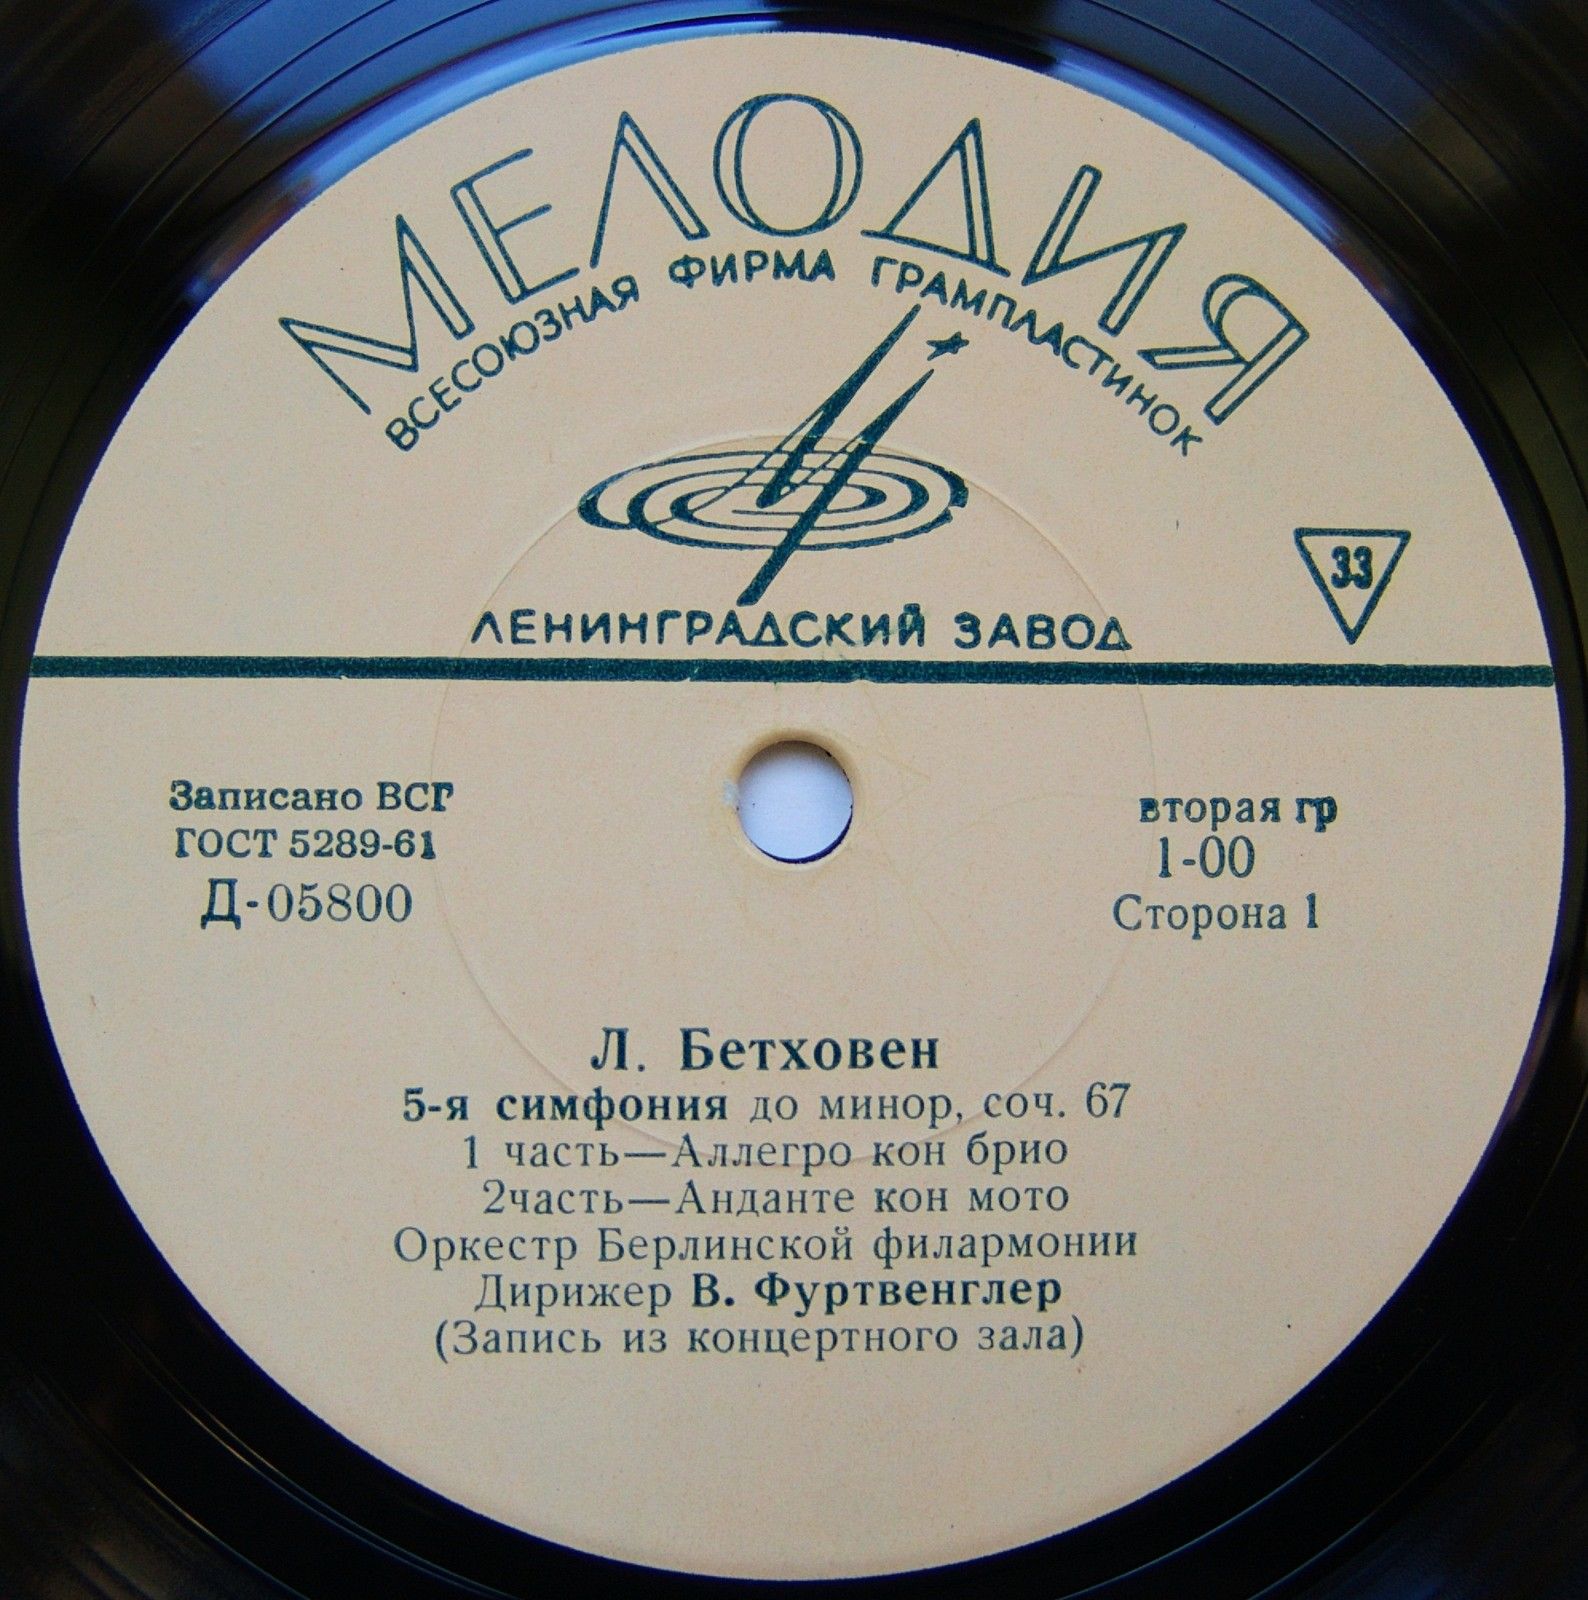 МЕЛОДИЯ
ВСЕСОЮЗНАЯ ФИРМА ГРАМПЛАСТИНОК
33
ЛЕНИНГРАДСКИЙ ЗАВОД
Записано ВСГ
ГОСТ 5289-61
Д-05800
вторая гр
1-00
Сторона 1
Л. Бетховен
5-я симфония до минор, соч. 67
1 часть—Аллегро кон брио
2часть—Анданте кон мото
Оркестр Берлинской филармонии
Дирижер В. Фуртвенглер
(Запись из концертного зала)